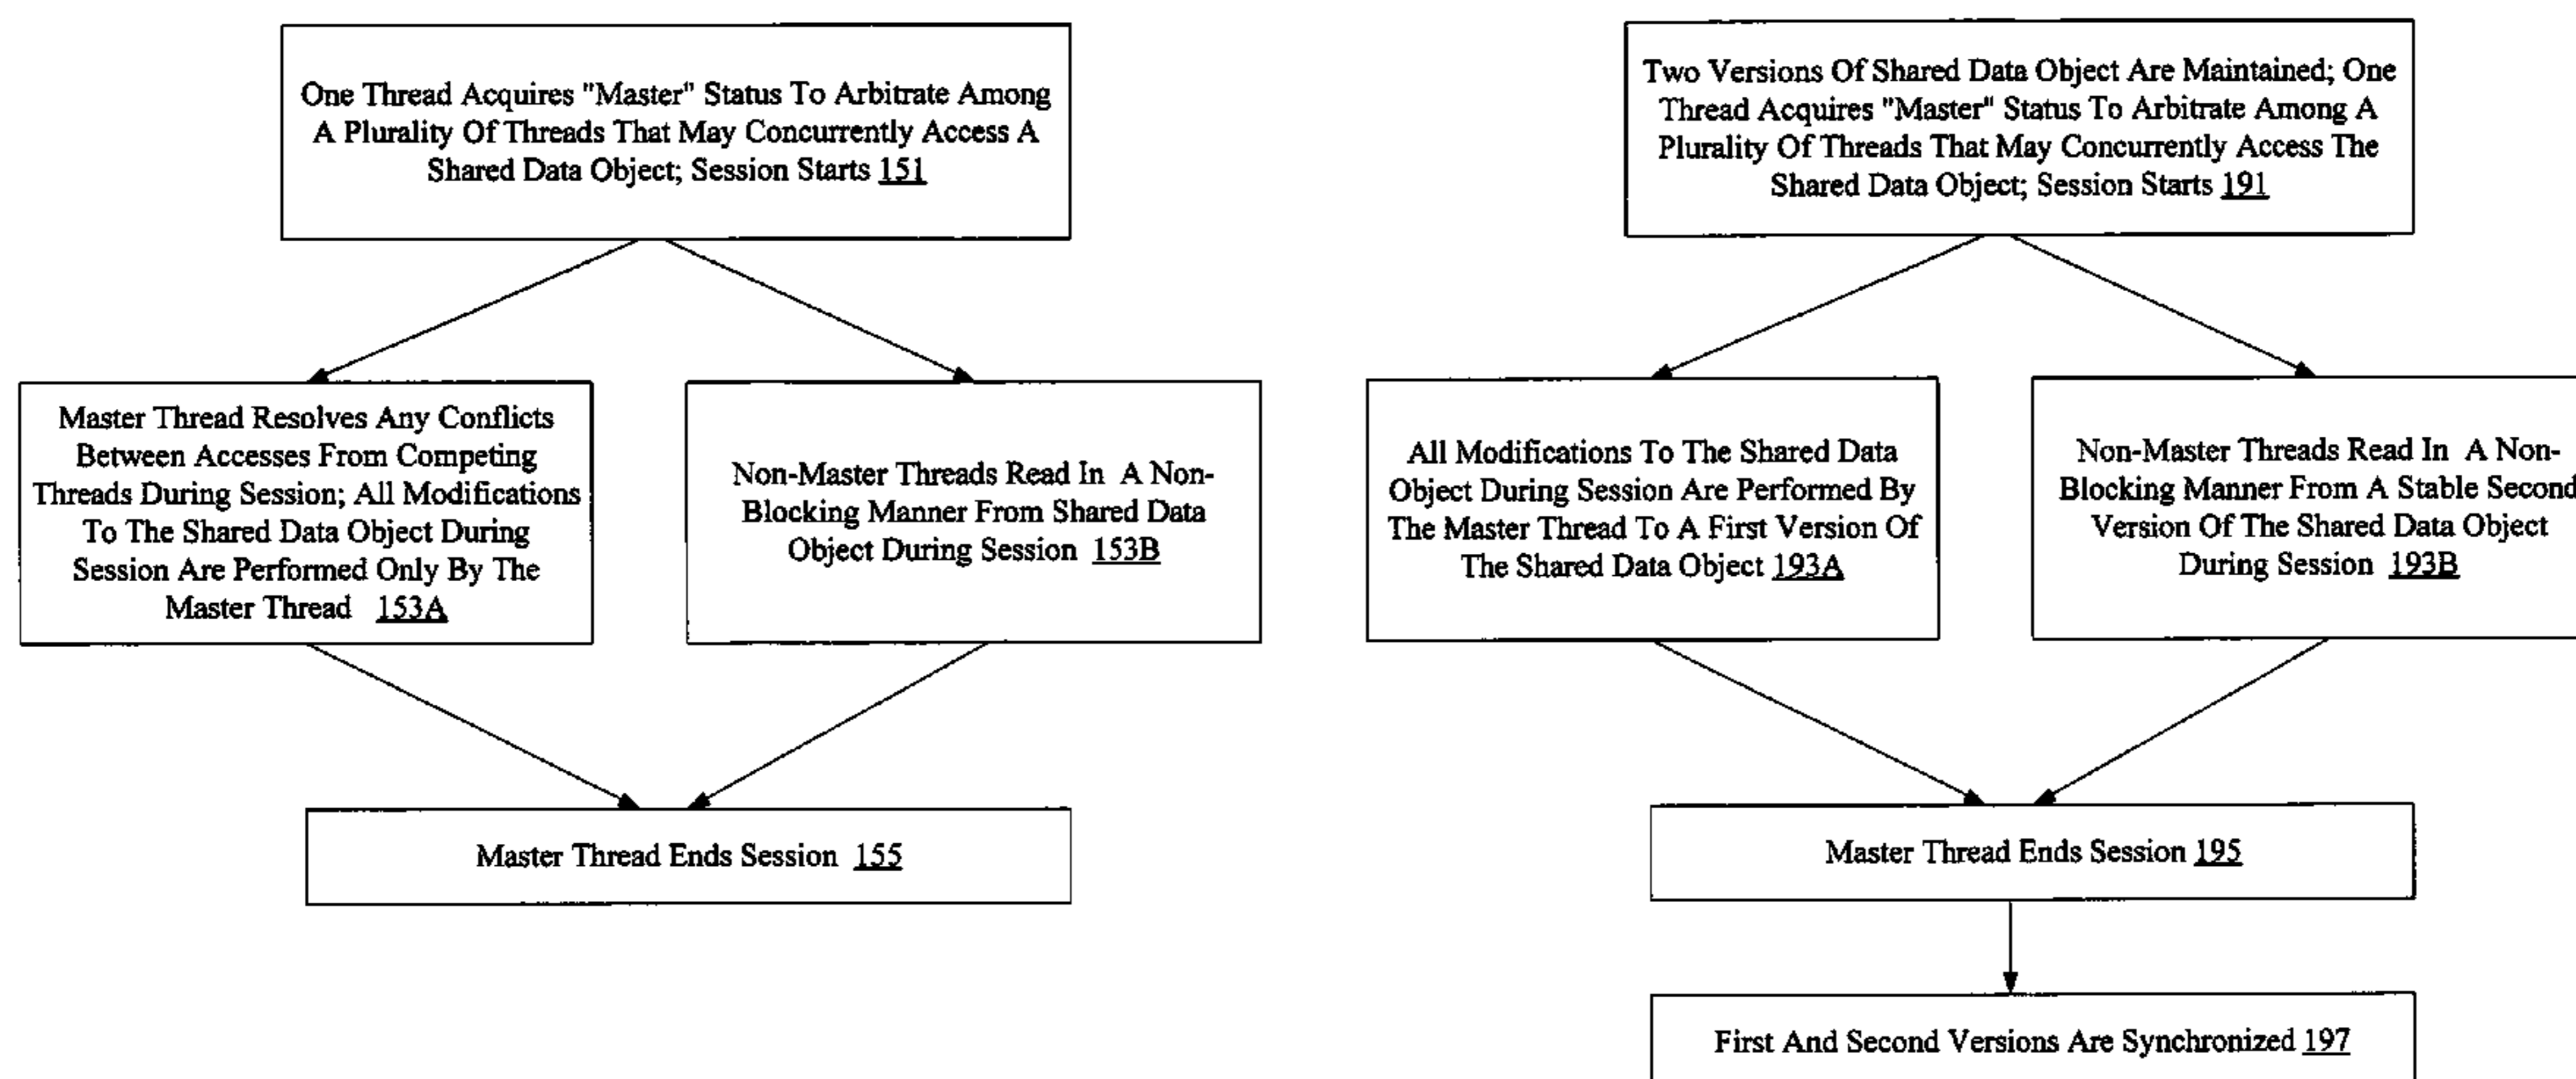 One Thread Acquires "Master" Status To Arbitrate Among
A Plurality Of Threads That May Concurrently Access A
Shared Data Object; Session Starts 151
Master Thread Resolves Any Conflicts
Between Accesses From Competing
Threads During Session; All Modifications
To The Shared Data Object During
Session Are Performed Only By The
Master Thread 153A
Non-Master Threads Read In A Non-
Blocking Manner From Shared Data
Object During Session 153B
Master Thread Ends Session 155
Two Versions Of Shared Data Object Are Maintained; One
Thread Acquires "Master" Status To Arbitrate Among A
Plurality Of Threads That May Concurrently Access The
Shared Data Object; Session Starts 191
All Modifications To The Shared Data
Object During Session Are Performed By
The Master Thread To A First Version Of
The Shared Data Object 193A
Non-Master Threads Read In A Non-
Blocking Manner From A Stable Second
Version Of The Shared Data Object
During Session 193B
Master Thread Ends Session 195
First And Second Versions Are Synchronized 197